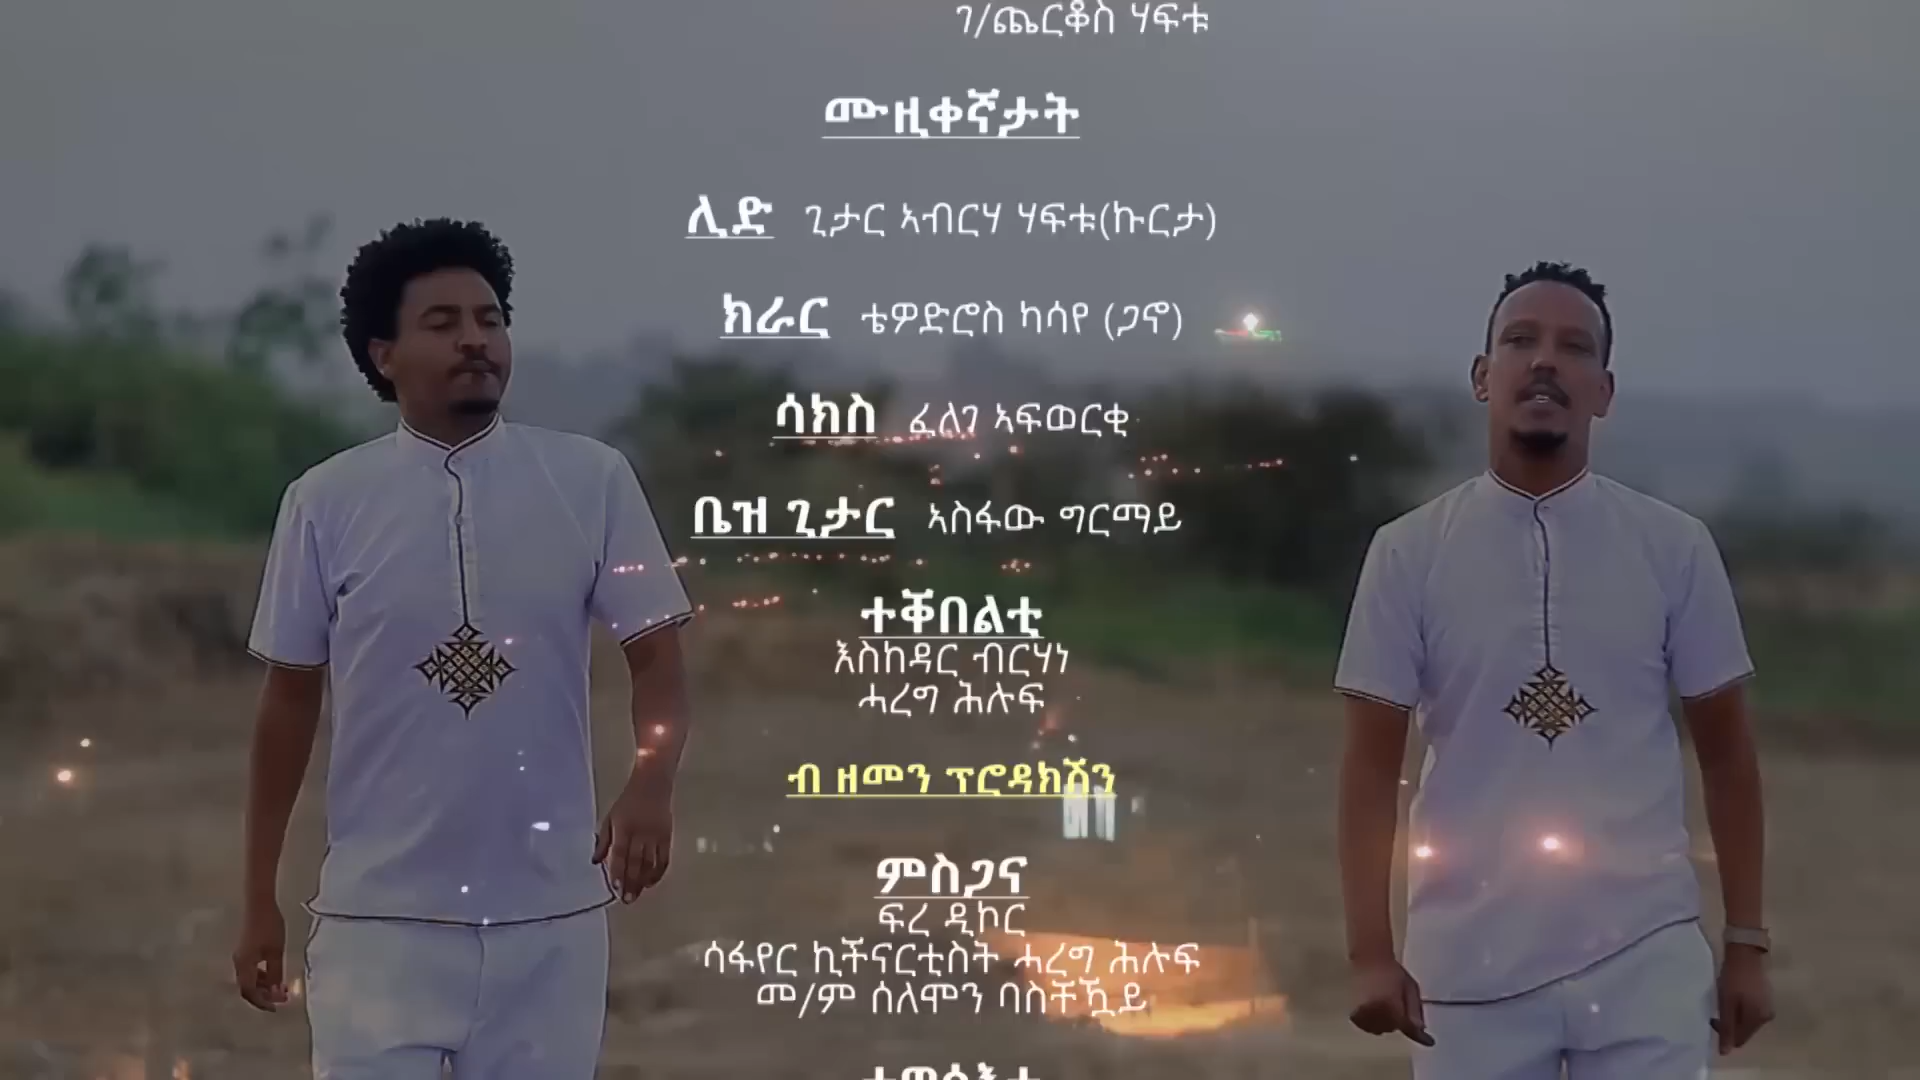 ገ/ጨርቆስ ሃፍቱ
ሙዚቀኛታት
ሊድ ጊታር ኣብርሃ ሃፍቱ(ኩርታ)
ክራር ቴዎድሮስ ካሳየ (ጋኖ)
ሳክስ ፈለገ ኣፍወርቂ
ቤዝ ጊታር ኣስፋው ግርማይ
ተቐበልቲ
እስከዳር ብርሃነ
ሓረግ ሕሉፍ
ብ ዘመን ፕሮዳክሽን
ምስጋና
ፍረ ዲኮር
ሳፋየር ኪችናርቲስት ሓረግ ሕሉፍ
መ/ም ሰለሞን ባስቸዃይ